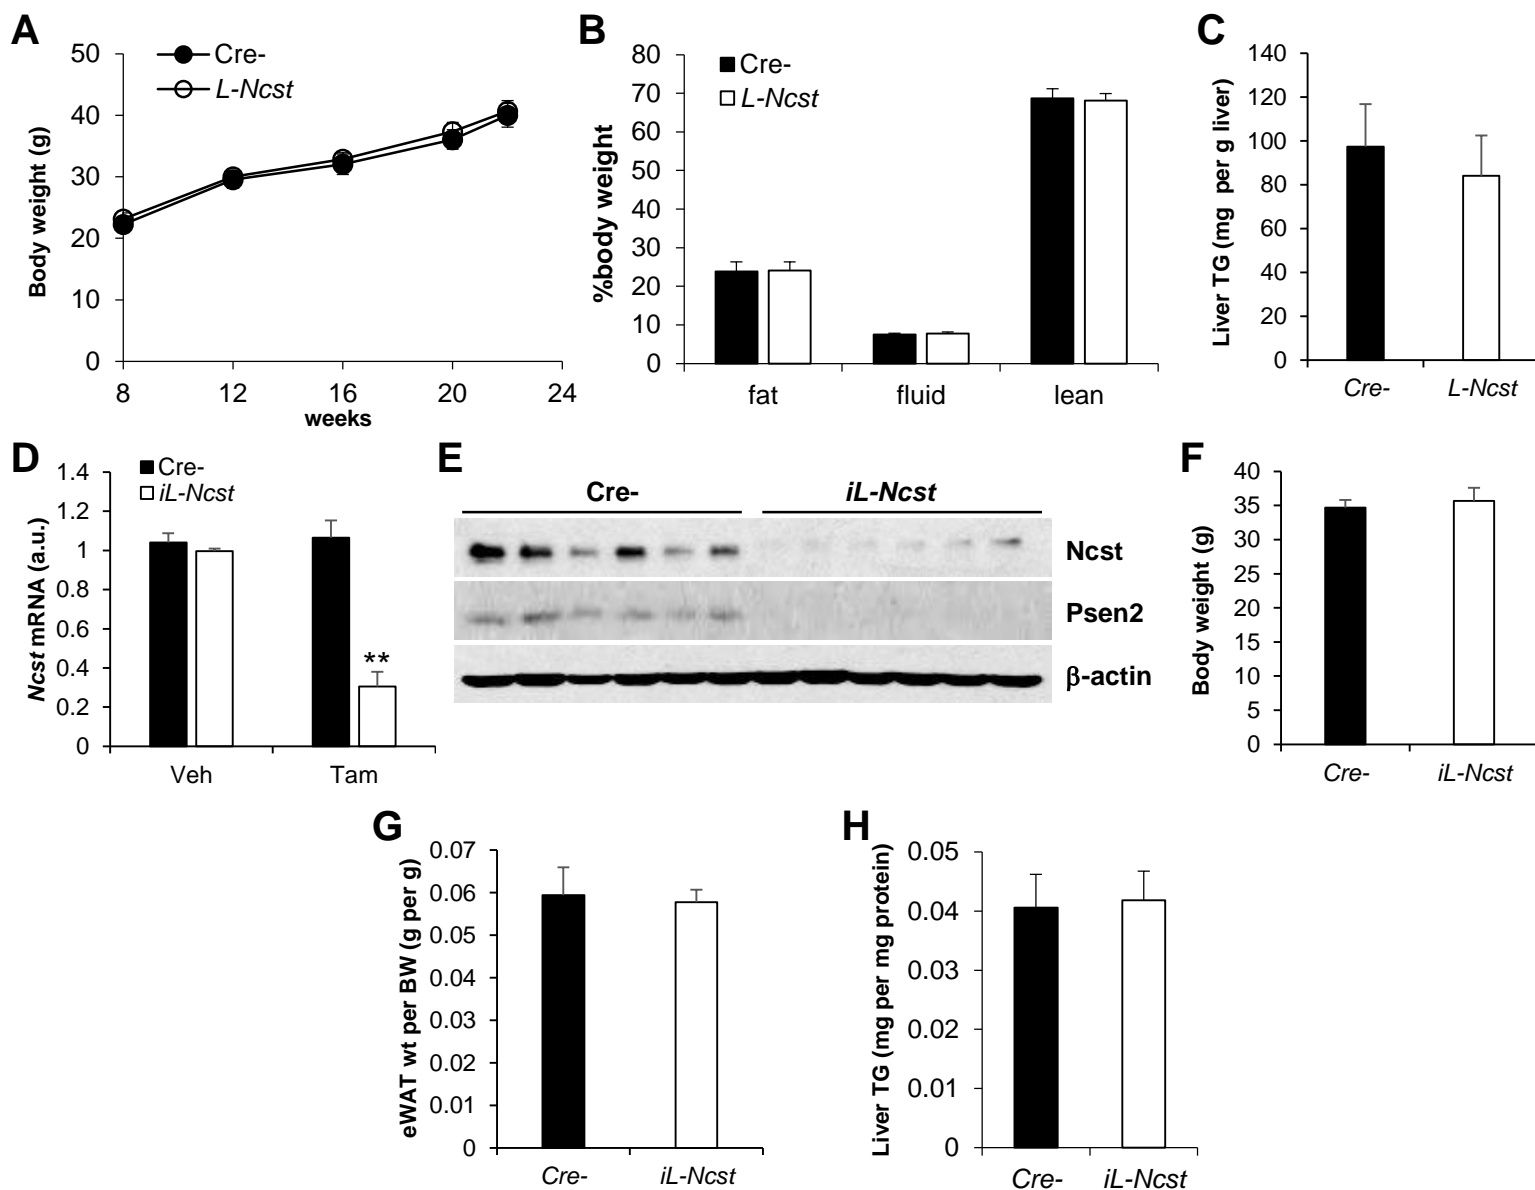 A
50
40
30
20
10
0
Body weight (g)
Cre-
L-Ncst
8 12 16 20 24
weeks
B
80
70
60
50
40
30
20
10
0
%body weight
Cre-
L-Ncst
fat fluid lean
C
140
120
100
80
60
40
20
0
Liver TG (mg per g liver)
Cre- L-Ncst
D
1.4
1.2
1
0.8
0.6
0.4
0.2
0
Ncst mRNA (a.u.)
Cre-
iL-Ncst
**
Veh Tam
E
Cre- iL-Ncst
Ncst
Psen2
β-actin
F
40
35
30
25
20
15
10
5
0
Body weight (g)
Cre- iL-Ncst
G
0.07
0.06
0.05
0.04
0.03
0.02
0.01
0
eWAT wt per BW (g per g)
Cre- iL-Ncst
H
0.05
0.04
0.03
0.02
0.01
0
Liver TG (mg per mg protein)
Cre- iL-Ncst